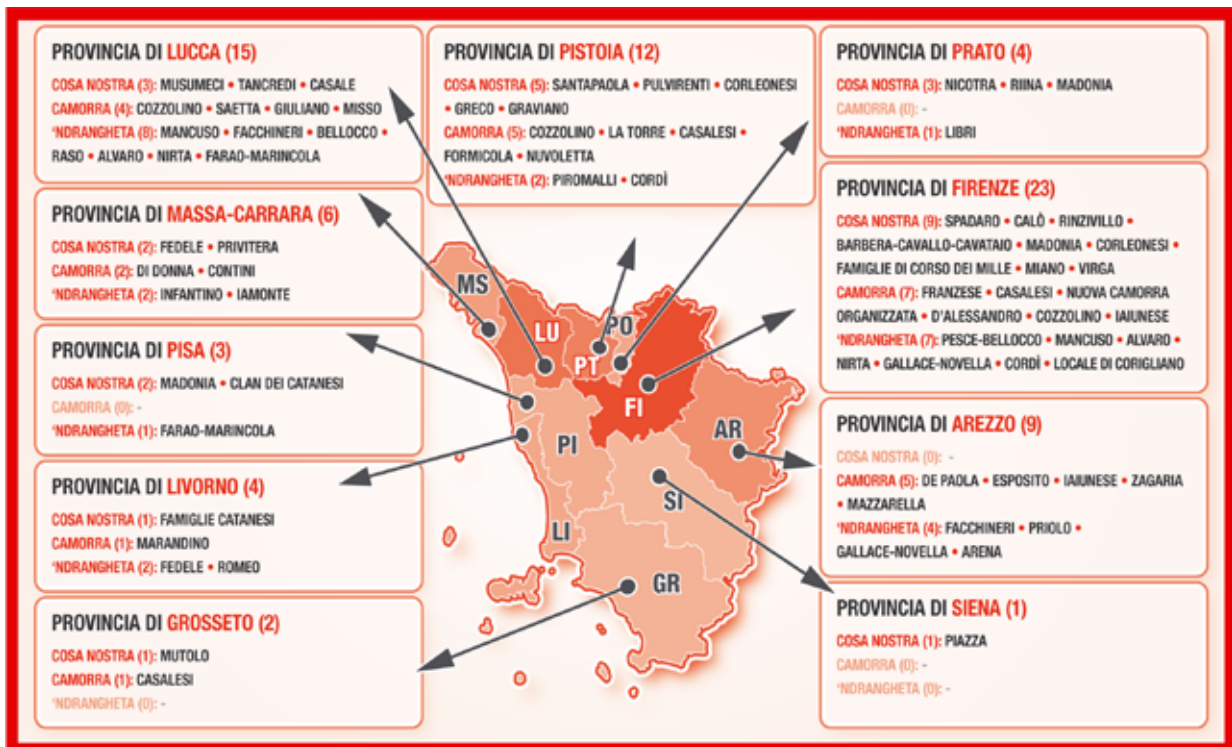 PROVINCIA DI LUCCA (15)
COSA NOSTRA (3): MUSUMECI • TANCREDI • CASALE
CAMORRA (4): COZZOLINO • SAETTA • GIULIANO • MISSO
'NDRANGHETA (8): MANCUSO • FACCHINERI • BELLOCCO •
RASO • ALVARO • NIRTA • FARAO-MARINCOLA
PROVINCIA DI MASSA-CARRARA (6)
COSA NOSTRA (2): FEDELE • PRIVITERA
CAMORRA (2): DI DONNA • CONTINI
'NDRANGHETA (2): INFANTINO • IAMONTE
PROVINCIA DI PISA (3)
COSA NOSTRA (2): MADONIA • CLAN DEI CATANESI
CAMORRA (0): -
'NDRANGHETA (1): FARAO-MARINCOLA
PROVINCIA DI LIVORNO (4)
COSA NOSTRA (1): FAMIGLIE CATANESI
CAMORRA (1): MARANDINO
'NDRANGHETA (2): FEDELE • ROMEO
PROVINCIA DI GROSSETO (2)
COSA NOSTRA (1): MUTOLO
CAMORRA (1): CASALESI
'NDRANGHETA (0): -
PROVINCIA DI PISTOIA (12)
COSA NOSTRA (5): SANTAPAOLA • PULVIRENTI • CORLEONESI
• GRECO • GRAVIANO
CAMORRA (5): COZZOLINO • LA TORRE • CASALESI •
FORMICOLA • NUVOLETTA
'NDRANGHETA (2): PIROMALLI • CORDÌ
MS
LU
PT
PO
FI
PI
AR
SI
LI
GR
PROVINCIA DI PRATO (4)
COSA NOSTRA (3): NICOTRA • RIINA • MADONIA
CAMORRA (0): -
'NDRANGHETA (1): LIBRI
PROVINCIA DI FIRENZE (23)
COSA NOSTRA (9): SPADARO • CALÒ • RINZIVILLO •
BARBERA-CAVALLO-CAVATAIO • MADONIA • CORLEONESI •
FAMIGLIE DI CORSO DEI MILLE • MIANO • VIRGA
CAMORRA (7): FRANZESE • CASALESI • NUOVA CAMORRA
ORGANIZZATA • D'ALESSANDRO • COZZOLINO • IAIUNESE
'NDRANGHETA (7): PESCE-BELLOCCO • MANCUSO • ALVARO •
NIRTA • GALLACE-NOVELLA • CORDÌ • LOCALE DI CORIGLIANO
PROVINCIA DI AREZZO (9)
COSA NOSTRA (0): -
CAMORRA (5): DE PAOLA • ESPOSITO • IAIUNESE • ZAGARIA
• MAZZARELLA
'NDRANGHETA (4): FACCHINERI • PRIOLO •
GALLACE-NOVELLA • ARENA
PROVINCIA DI SIENA (1)
COSA NOSTRA (1): PIAZZA
CAMORRA (0): -
'NDRANGHETA (0): -